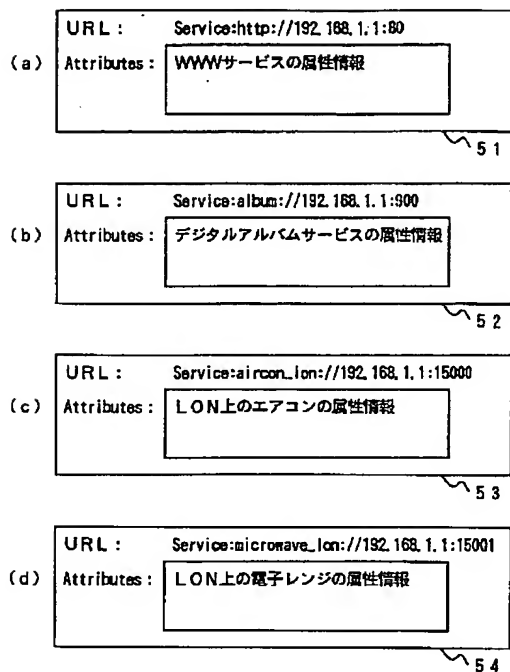 URL: Service:http://192.168.1.1:80
(a) Attributes: WWWサービスの属性情報
51
URL: Service:album://192.168.1.1:900
(b) Attributes: デジタルアルバムサービスの属性情報
52
URL: Service:aircon_lon://192.168.1.1:15000
(c) Attributes: LON上のエアコンの属性情報
53
URL: Service:microwave_lon://192.168.1.1:15001
(d) Attributes: LON上の電子レンジの属性情報
54